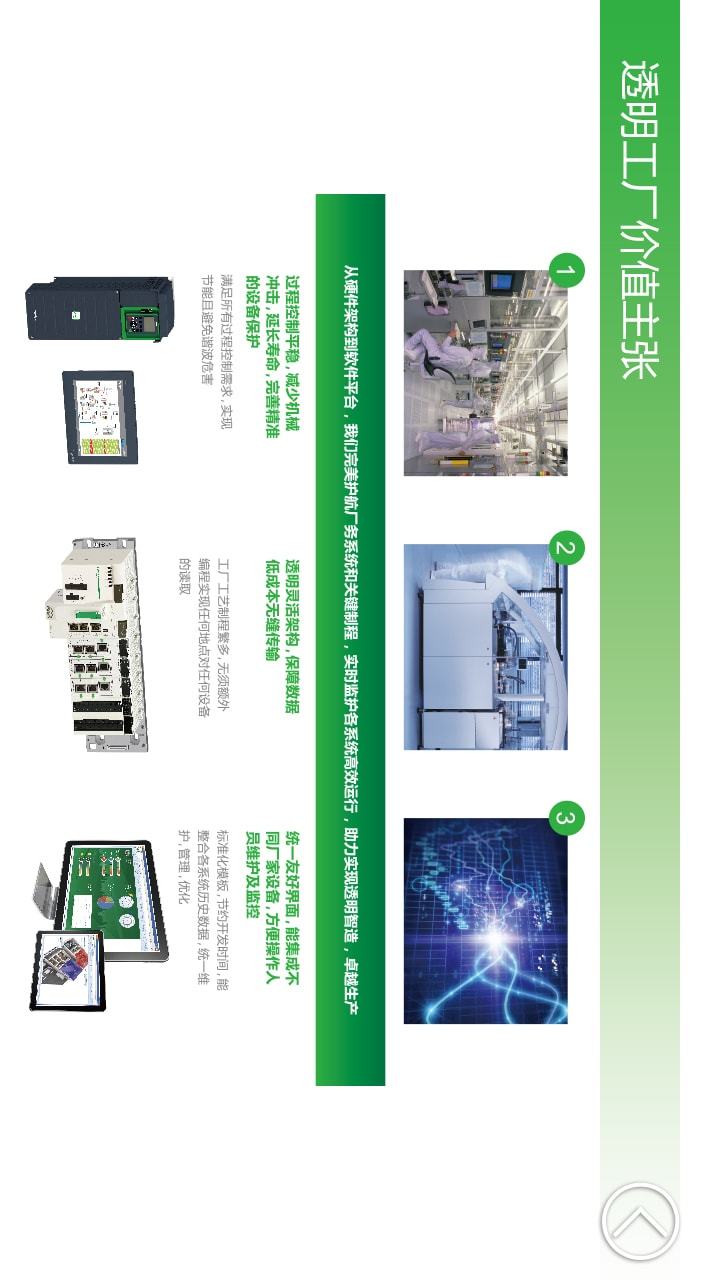 透明工厂价值主张
1
2
3
从硬件架构到软件平台，我们完美护航厂务系统和关键制程，实时监护各系统高效运行，助力实现透明智造，卓越生产
过程控制平稳，减少机械
冲击，延长寿命，完善精准
的设备保护
满足所有过程控制需求，实现
节能且避免谐波危害
透明灵活架构，保障数据
低成本无缝传输
工厂工艺制程繁多，无须额外
编程实现任何地点对任何设备
的读取
统一友好界面，能集成不
同厂家设备，方便操作人
员维护及监控
标准化模板，节约开发时间，能
整合各系统历史数据，统一维
护，管理，优化